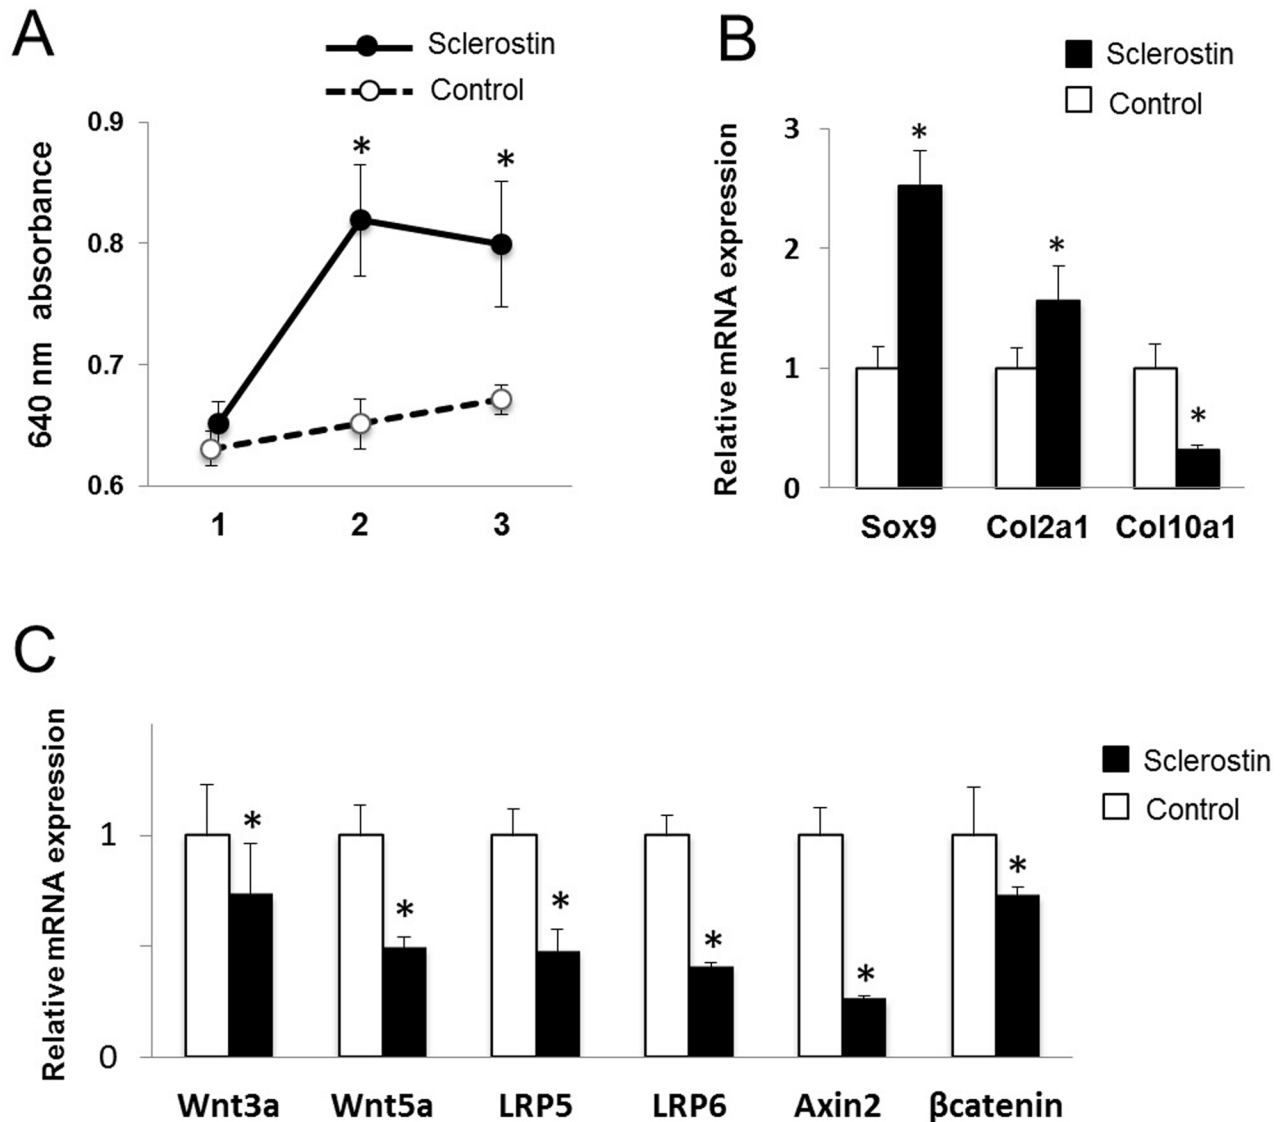 A
Sclerostin
Control
640 nm absorbance
0.9
*
*
0.8
0.7
0.6
1 2 3
B
Sclerostin
Control
Relative mRNA expression
3
*
2
*
1
*
0
Sox9 Col2a1 Col10a1
C
Sclerostin
Control
Relative mRNA expression
1
* * * * * *
0
Wnt3a Wnt5a LRP5 LRP6 Axin2 βcatenin